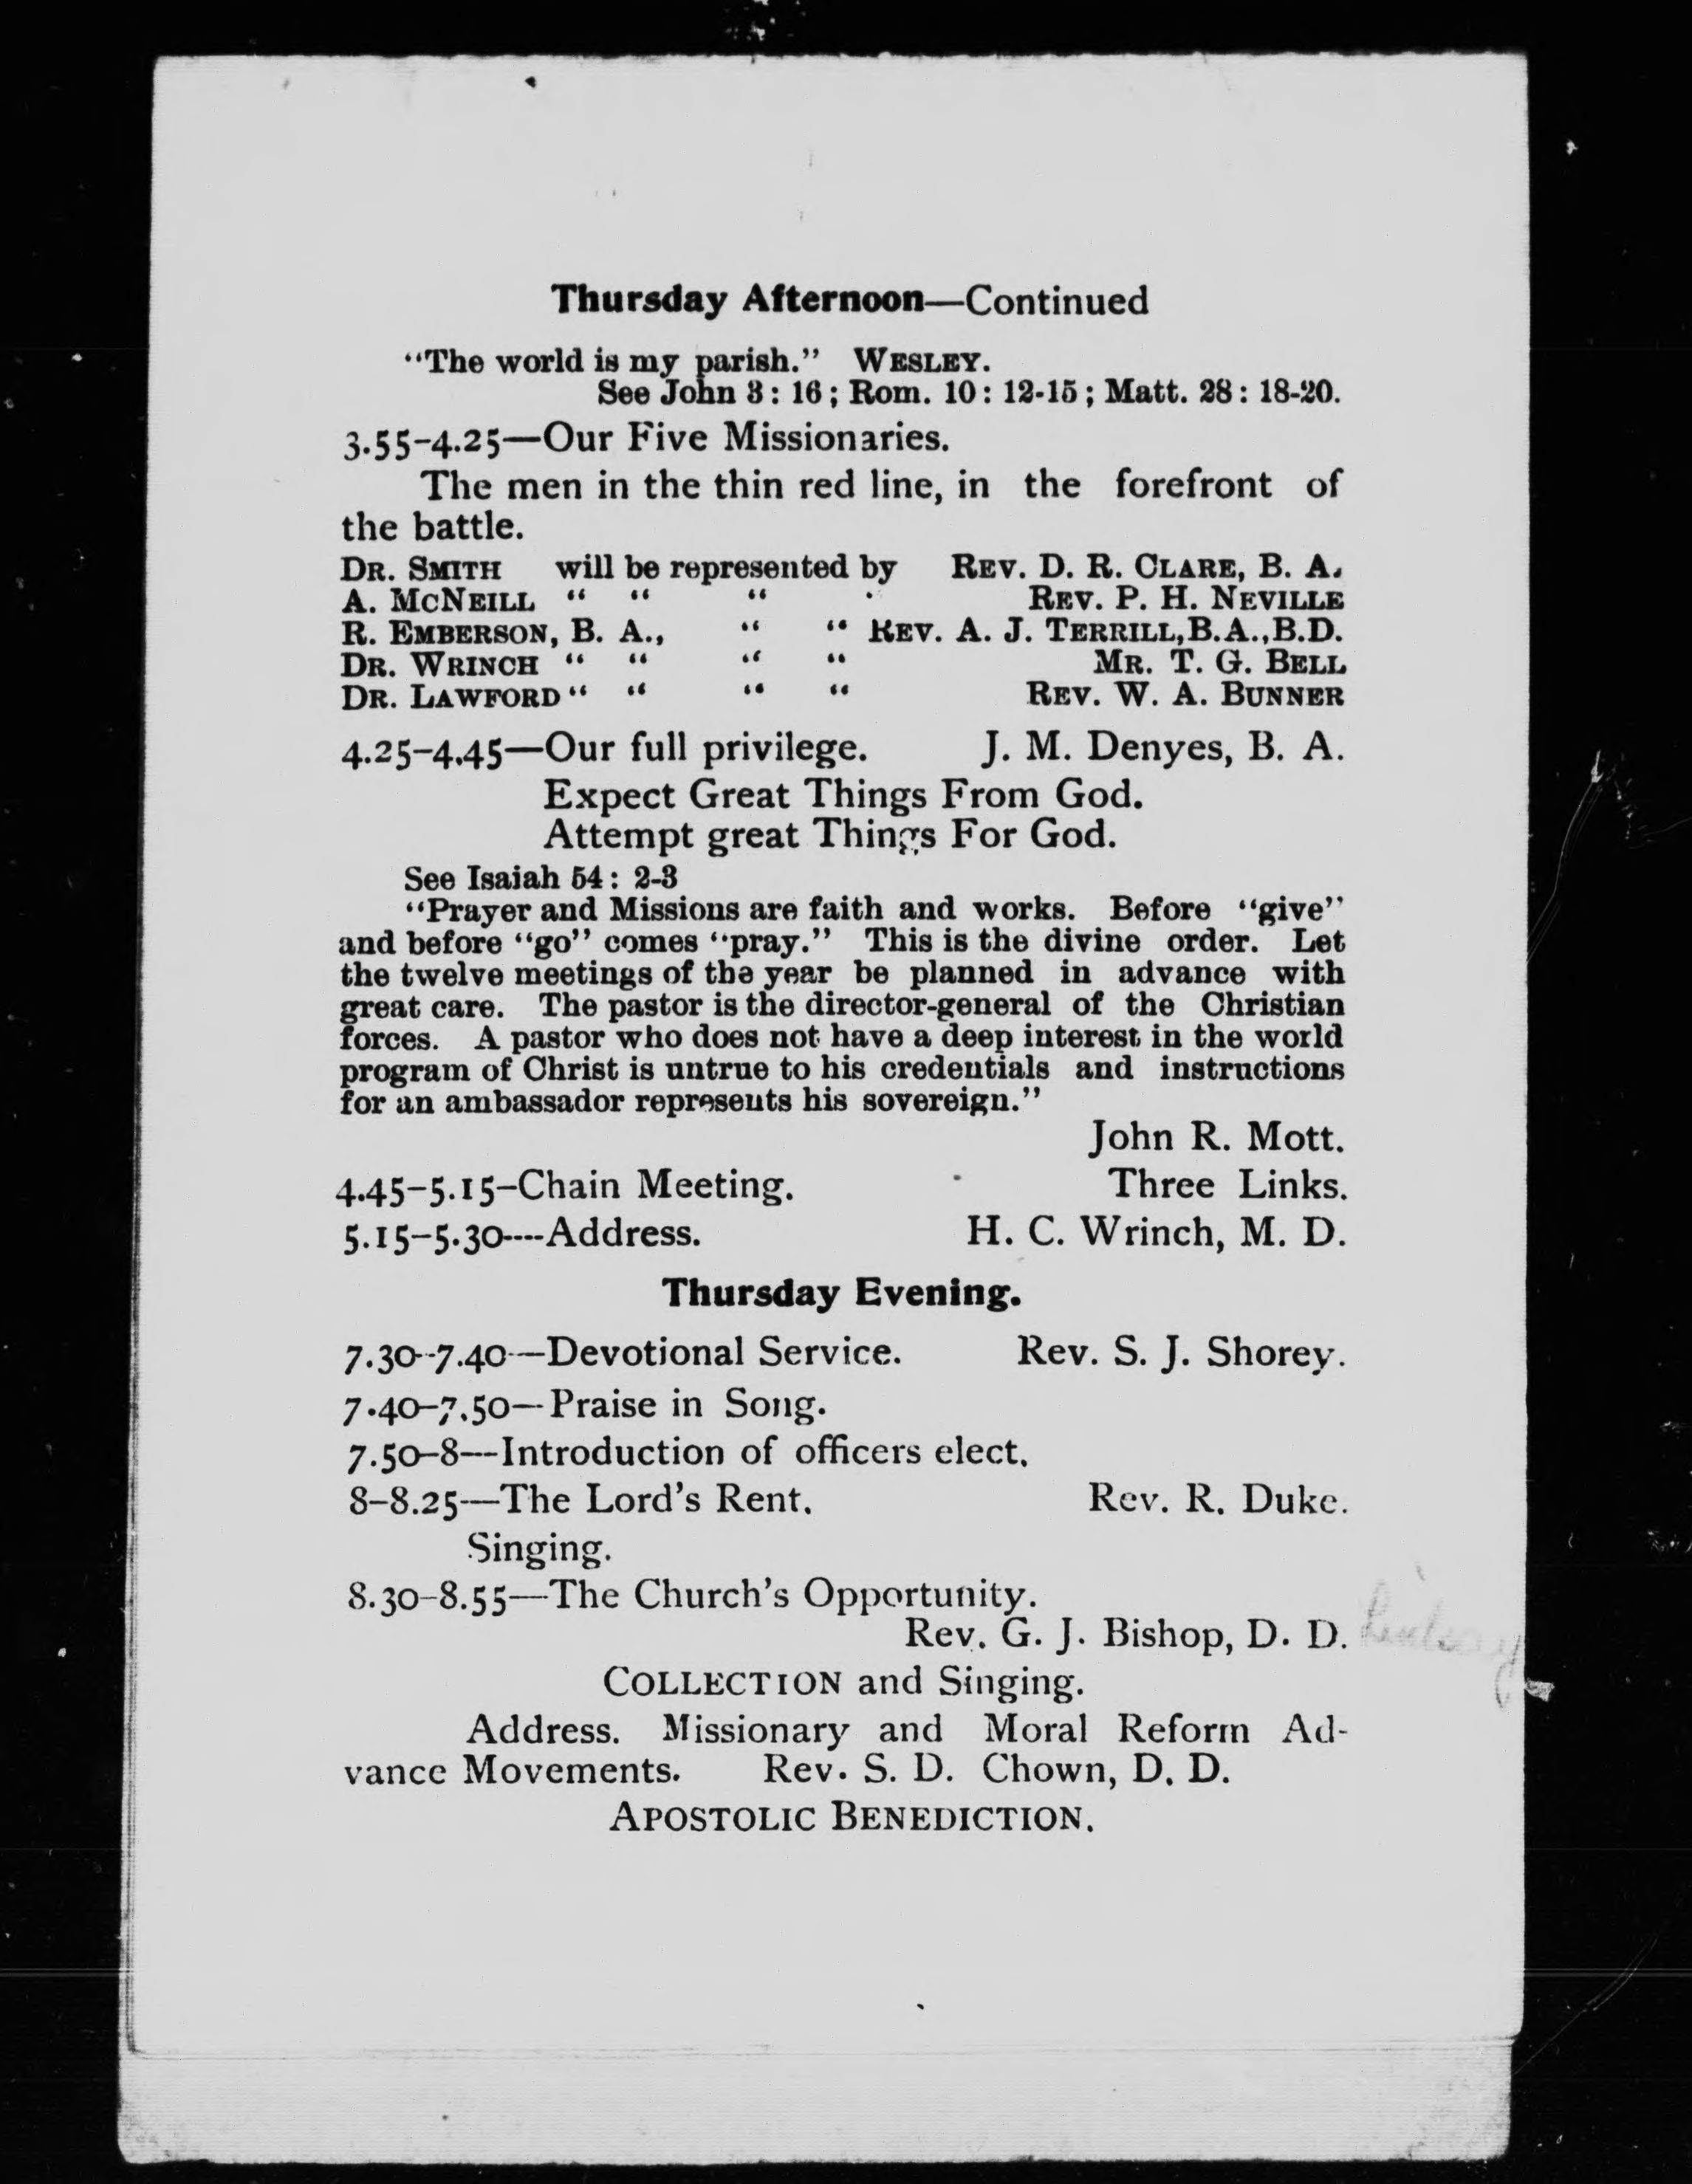 Thursday Afternoon—Continued
"The world is my parish." WESLEY.
See John 3: 16; Rom. 10: 12-15; Matt. 28: 18-20.
3.55-4.25—Our Five Missionaries.
The men in the thin red line, in the forefront of
the battle.
DR. SMITH will be represented by REV. D. R. CLARE, B. A.
A. MCNEILL " " " REV. P. H. NEVILLE
R. EMBERSON, B. A., " " REV. A. J. TERRILL, B.A., B.D.
DR. WRINCH " " " " MR. T. G. BELL
DR. LAWFORD " " " " REV. W. A. BUNNER
4.25-4.45—Our full privilege. J. M. Denyes, B. A.
Expect Great Things From God.
Attempt great Things For God.
See Isaiah 54: 2-3
"Prayer and Missions are faith and works. Before "give"
and before "go" comes "pray." This is the divine order. Let
the twelve meetings of the year be planned in advance with
great care. The pastor is the director-general of the Christian
forces. A pastor who does not have a deep interest in the world
program of Christ is untrue to his credentials and instructions
for an ambassador represents his sovereign."
John R. Mott.
4.45-5.15-Chain Meeting. Three Links.
5.15-5.30----Address. H. C. Wrinch, M. D.
Thursday Evening.
7.30--7.40—Devotional Service. Rev. S. J. Shorey.
7.40-7.50—Praise in Song.
7.50-8—Introduction of officers elect.
8-8.25—The Lord's Rent. Rev. R. Duke.
Singing.
8.30-8.55—The Church's Opportunity.
Rev. G. J. Bishop, D. D.
COLLECTION and Singing.
Address. Missionary and Moral Reform Ad-
vance Movements. Rev. S. D. Chown, D. D.
APOSTOLIC BENEDICTION.